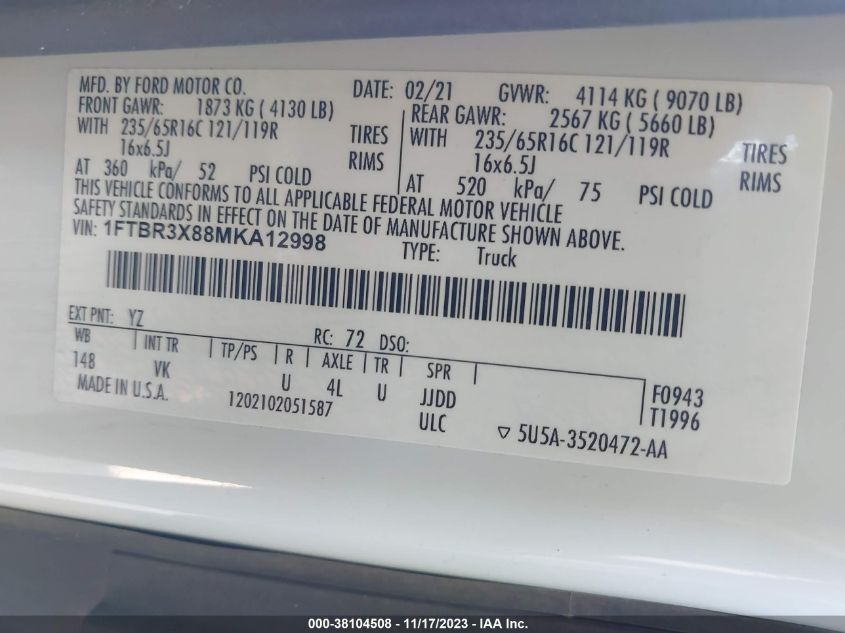 MFD. BY FORD MOTOR CO. DATE: 02/21 GVWR: 4114 KG ( 9070 LB)
FRONT GAWR: 1873 KG ( 4130 LB) REAR GAWR: 2567 KG ( 5660 LB)
WITH 235/65R16C 121/119R TIRES WITH 235/65R16C 121/119R TIRES
16x6.5J RIMS 16x6.5J RIMS
AT 360 kPa/ 52 PSI COLD AT 520 kPa/ 75 PSI COLD
THIS VEHICLE CONFORMS TO ALL APPLICABLE FEDERAL MOTOR VEHICLE
SAFETY STANDARDS IN EFFECT ON THE DATE OF MANUFACTURE SHOWN ABOVE.
VIN: 1FTBR3X88MKA12998 TYPE: Truck
EXT PNT: YZ RC: 72 DSO:
WB INT TR TP/PS R AXLE TR SPR
148 VK U 4L U JJDD F0943
MADE IN U.S.A. 1202102051587 ULC T1996
5U5A-3520472-AA
000-38104508 - 11/17/2023 - IAAI Inc.